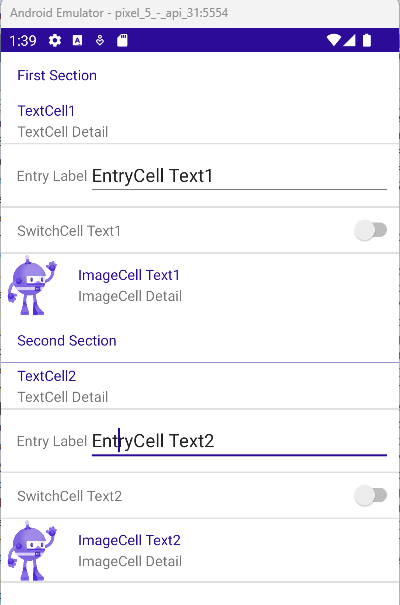 Android Emulator - pixel_5_-_api_31:5554
1:39
First Section
TextCell1
TextCell Detail
Entry Label EntryCell Text1
SwitchCell Text1
ImageCell Text1
ImageCell Detail
Second Section
TextCell2
TextCell Detail
Entry Label EntryCell Text2
SwitchCell Text2
ImageCell Text2
ImageCell Detail